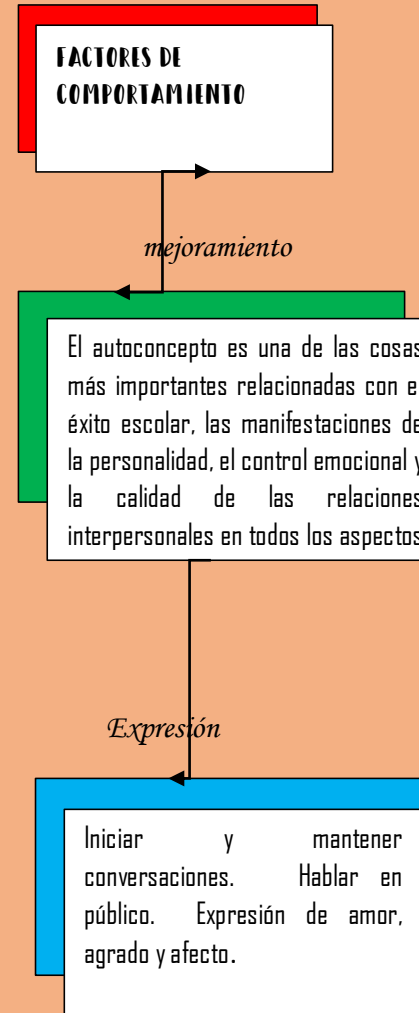 FACTORES DE
COMPORTAMIENTO
mejoramiento
El autoconcepto es una de las cosas
más importantes relacionadas con e
éxito escolar, las manifestaciones de
la personalidad, el control emocional y
la calidad de las relaciones
interpersonales en todos los aspectos
Expresión
Iniciar y mantener
conversaciones. Hablar en
público. Expresión de amor,
agrado y afecto.